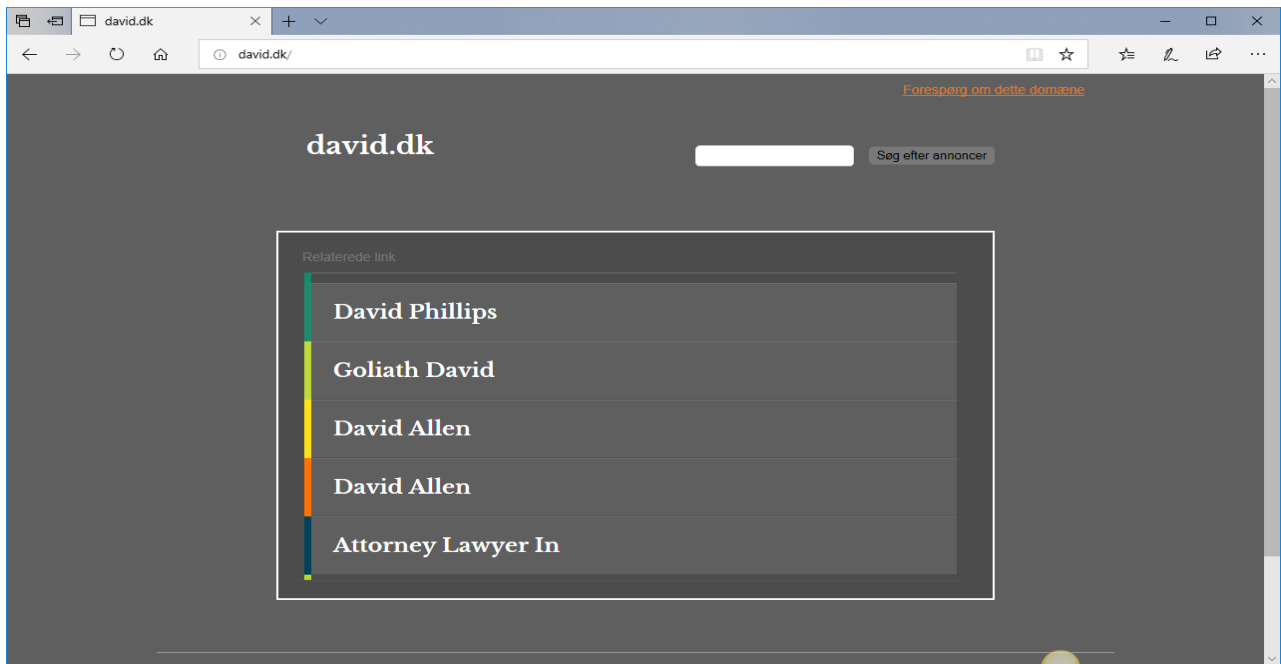 david.dk
david.dk/
Forespørg om dette domæne
david.dk
Søg efter annoncer
Relaterede link
David Phillips
Goliath David
David Allen
David Allen
Attorney Lawyer In